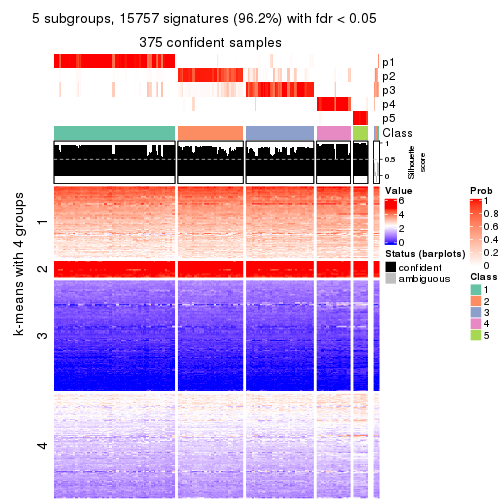 5 subgroups, 15757 signatures (96.2%) with fdr < 0.05
375 confident samples
p1
p2
p3
p4
p5
Class
1
0.5
0
Silhouette
score
k-means with 4 groups
1
2
3
4
Value
6
4
2
0
Status (barplots)
confident
ambiguous
Prob
1
0.8
0.6
0.4
0.2
0
Class
1
2
3
4
5